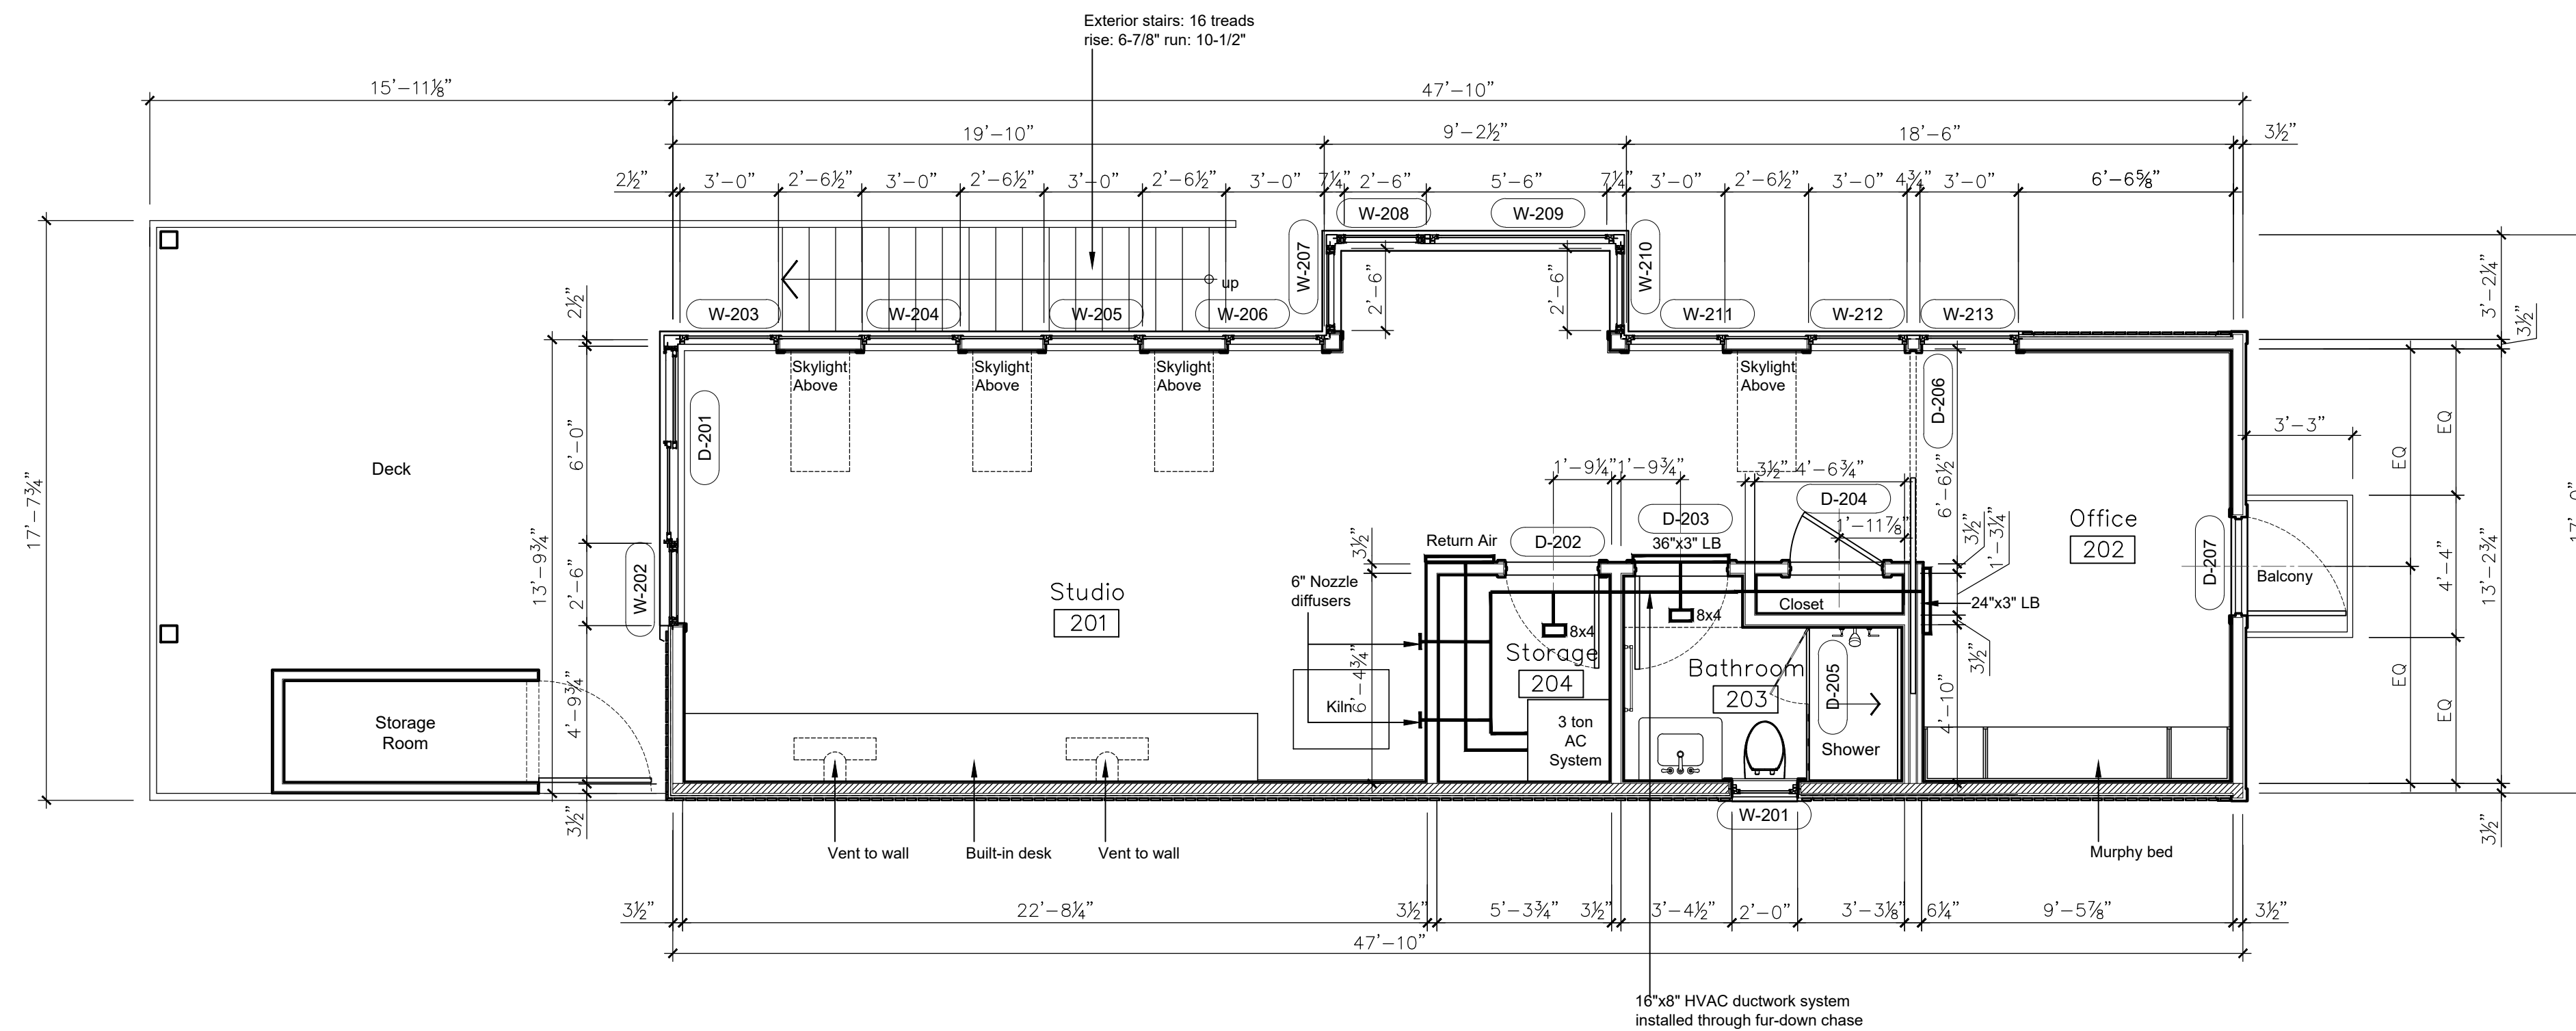 Exterior stairs: 16 treads
rise: 6-7/8" run: 10-1/2"
15'-11⅛"
47'-10"
19'-10"
9'-2½"
18'-6"
3½"
2½"
3'-0"
2'-6½"
3'-0"
2'-6½"
3'-0"
2'-6½"
3'-0"
7¼"
2'-6"
5'-6"
7¼"
3'-0"
2'-6½"
3'-0"
4¾"
3'-0"
6'-6⅝"
W-208
W-209
W-207
W-210
up
2'-6"
2'-6"
3'-2¼"
3½"
2½"
W-203
W-204
W-205
W-206
W-211
W-212
W-213
Skylight
Above
Skylight
Above
Skylight
Above
Skylight
Above
D-201
D-206
6'-0"
Deck
17'-7¾"
13'-9¾"
2'-6"
W-202
4'-9¾"
3½"
Storage
Room
Studio
201
6" Nozzle
diffusers
Kiln
3½"
6'-4¾"
Return Air
1'-9¼"
1'-9¾"
3½"
4'-6¾"
D-202
D-203
36"x3" LB
D-204
1'-11⅞"
6'-6½"
3½"
1'-3¼"
Closet
24"x3" LB
3½"
4'-10"
8x4
8x4
Storage
204
Bathroom
203
D-205
3 ton
AC
System
Shower
Office
202
D-207
3'-3"
Balcony
EQ
EQ
EQ
EQ
4'-4"
13'-2¾"
3½"
W-201
Vent to wall
Built-in desk
Vent to wall
Murphy bed
3½"
22'-8¼"
3½"
5'-3¾"
3½"
3'-4½"
2'-0"
3'-3⅛"
6¼"
9'-5⅞"
3½"
47'-10"
16"x8" HVAC ductwork system
installed through fur-down chase